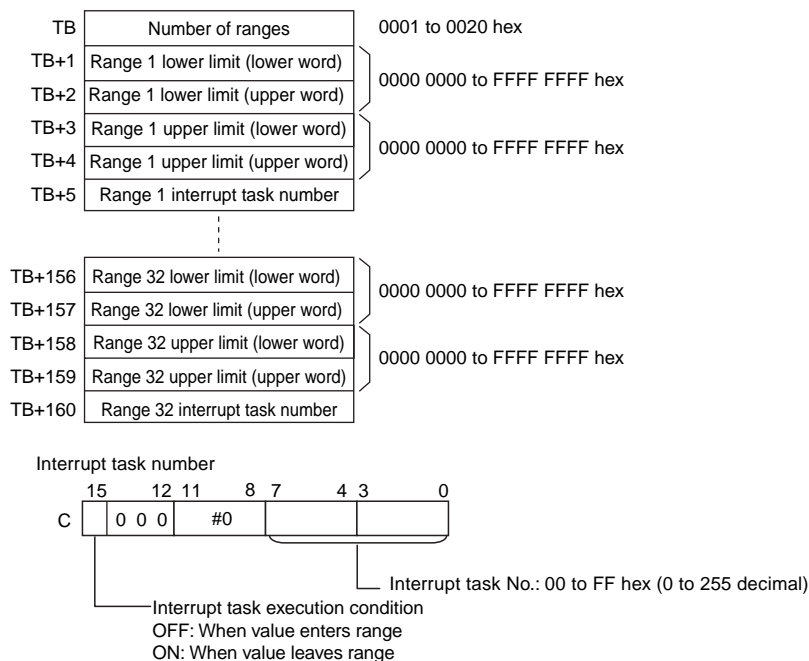 TB Number of ranges 0001 to 0020 hex
TB+1 Range 1 lower limit (lower word)
0000 0000 to FFFF FFFF hex
TB+2 Range 1 lower limit (upper word)
TB+3 Range 1 upper limit (lower word)
0000 0000 to FFFF FFFF hex
TB+4 Range 1 upper limit (upper word)
TB+5 Range 1 interrupt task number
TB+156 Range 32 lower limit (lower word)
0000 0000 to FFFF FFFF hex
TB+157 Range 32 lower limit (upper word)
TB+158 Range 32 upper limit (lower word)
0000 0000 to FFFF FFFF hex
TB+159 Range 32 upper limit (upper word)
TB+160 Range 32 interrupt task number
Interrupt task number
15 12 11 8 7 4 3 0
C 0 0 0 #0
Interrupt task No.: 00 to FF hex (0 to 255 decimal)
Interrupt task execution condition
OFF: When value enters range
ON: When value leaves range